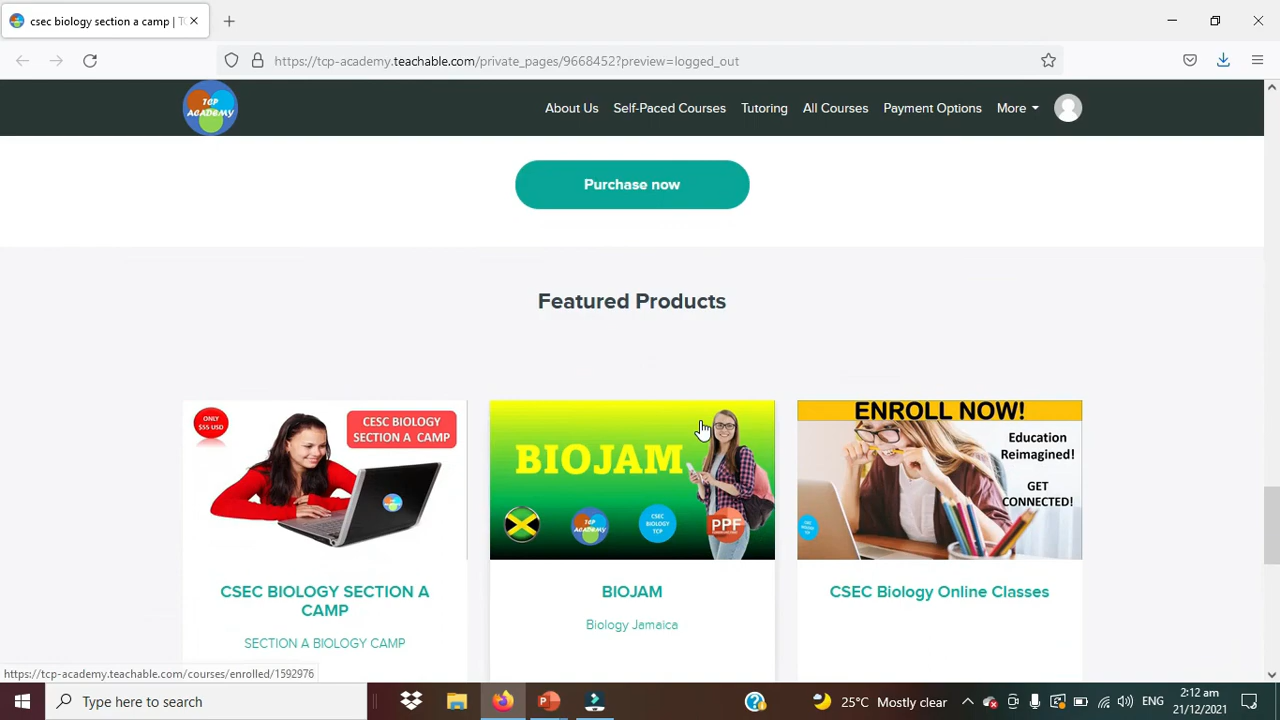 csec biology section a camp | TC
https://tcp-academy.teachable.com/private_pages/9668452?preview=logged_out
TCP
ACADEMY
About Us
Self-Paced Courses
Tutoring
All Courses
Payment Options
More
Purchase now
Featured Products
ONLY
$55 USD
CESC BIOLOGY
SECTION A CAMP
BIOJAM
TCP
ACADEMY
CSEC
BIOLOGY
TCP
PPF
ENROLL NOW!
Education
Reimagined!
GET
CONNECTED!
CSEC BIOLOGY SECTION A
CAMP
SECTION A BIOLOGY CAMP
BIOJAM
Biology Jamaica
CSEC Biology Online Classes
https://tcp-academy.teachable.com/courses/enrolled/1592976
Type here to search
25°C Mostly clear
ENG
2:12 am
21/12/2021